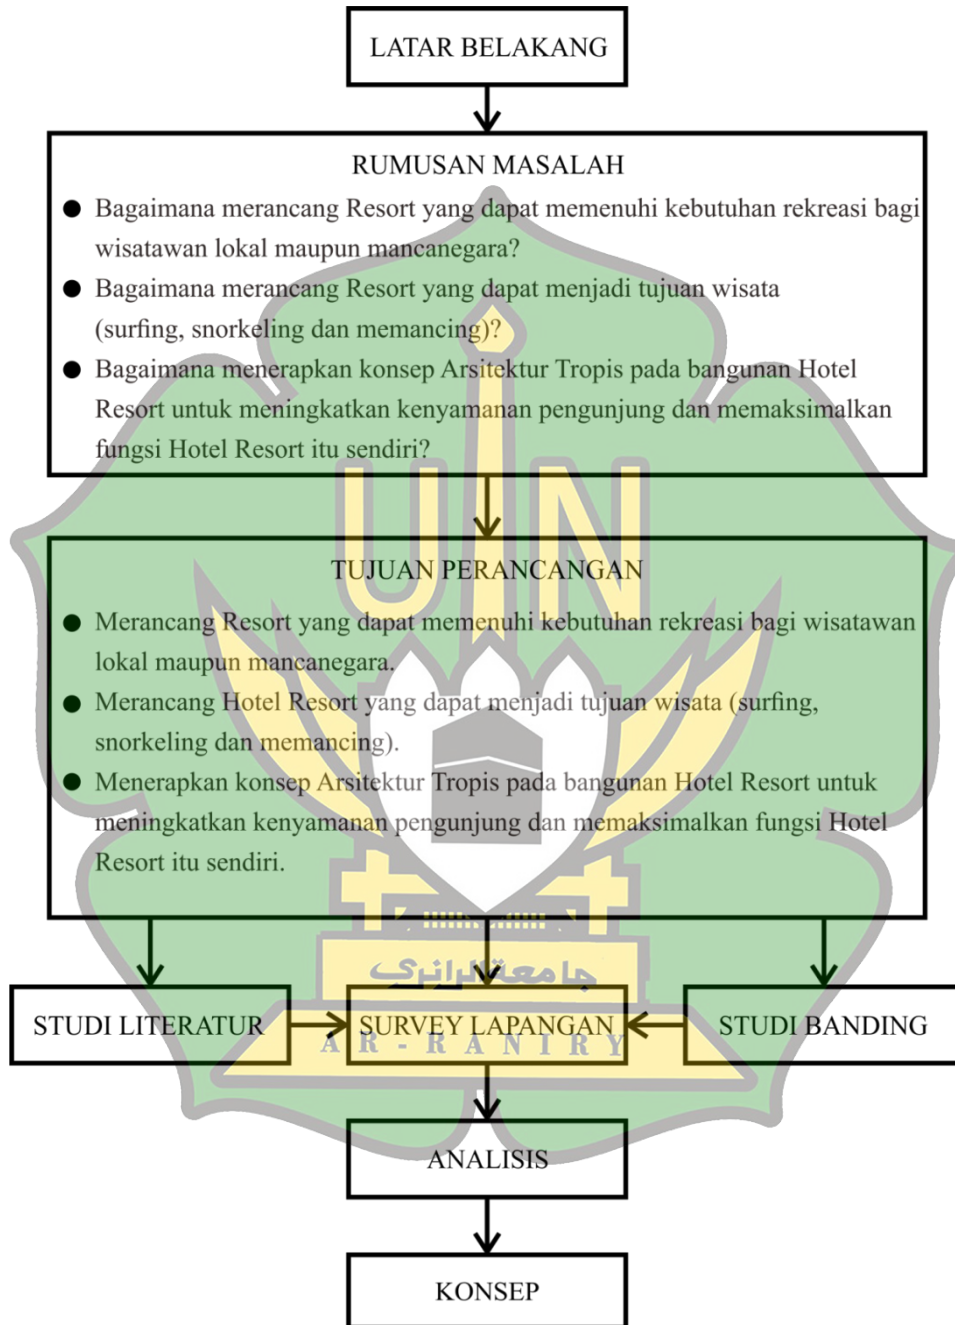 LATAR BELAKANG
RUMUSAN MASALAH
● Bagaimana merancang Resort yang dapat memenuhi kebutuhan rekreasi bagi
wisatawan lokal maupun mancanegara?
● Bagaimana merancang Resort yang dapat menjadi tujuan wisata
(surfing, snorkeling dan memancing)?
● Bagaimana menerapkan konsep Arsitektur Tropis pada bangunan Hotel
Resort untuk meningkatkan kenyamanan pengunjung dan memaksimalkan
fungsi Hotel Resort itu sendiri?
UIN
TUJUAN PERANCANGAN
● Merancang Resort yang dapat memenuhi kebutuhan rekreasi bagi wisatawan
lokal maupun mancanegara.
● Merancang Hotel Resort yang dapat menjadi tujuan wisata (surfing,
snorkeling dan memancing).
● Menerapkan konsep Arsitektur Tropis pada bangunan Hotel Resort untuk
meningkatkan kenyamanan pengunjung dan memaksimalkan fungsi Hotel
Resort itu sendiri.
جامعة الرانري
STUDI LITERATUR
SURVEY LAPANGAN
STUDI BANDING
AR-RANIRY
ANALISIS
KONSEP